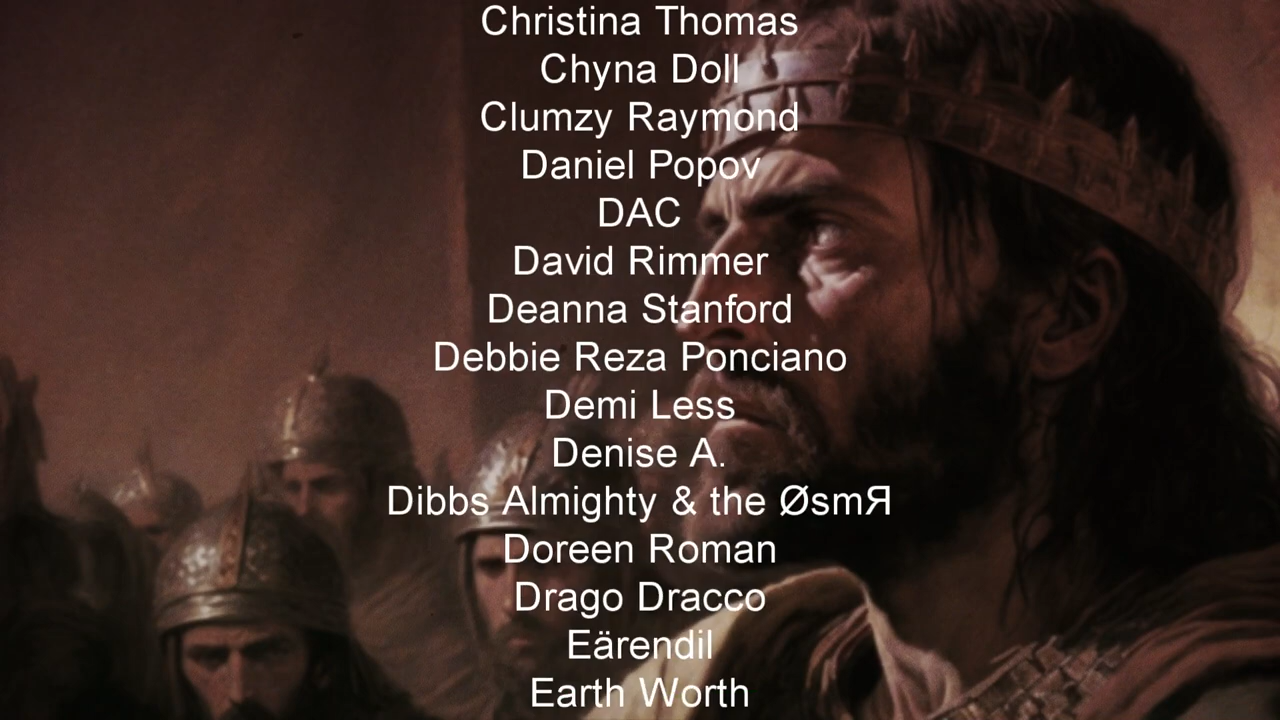 Christina Thomas
Chyna Doll
Clumzy Raymond
Daniel Popov
DAC
David Rimmer
Deanna Stanford
Debbie Reza Ponciano
Demi Less
Denise A.
Dibbs Almighty & the ØsmЯ
Doreen Roman
Drago Dracco
Eärendil
Earth Worth